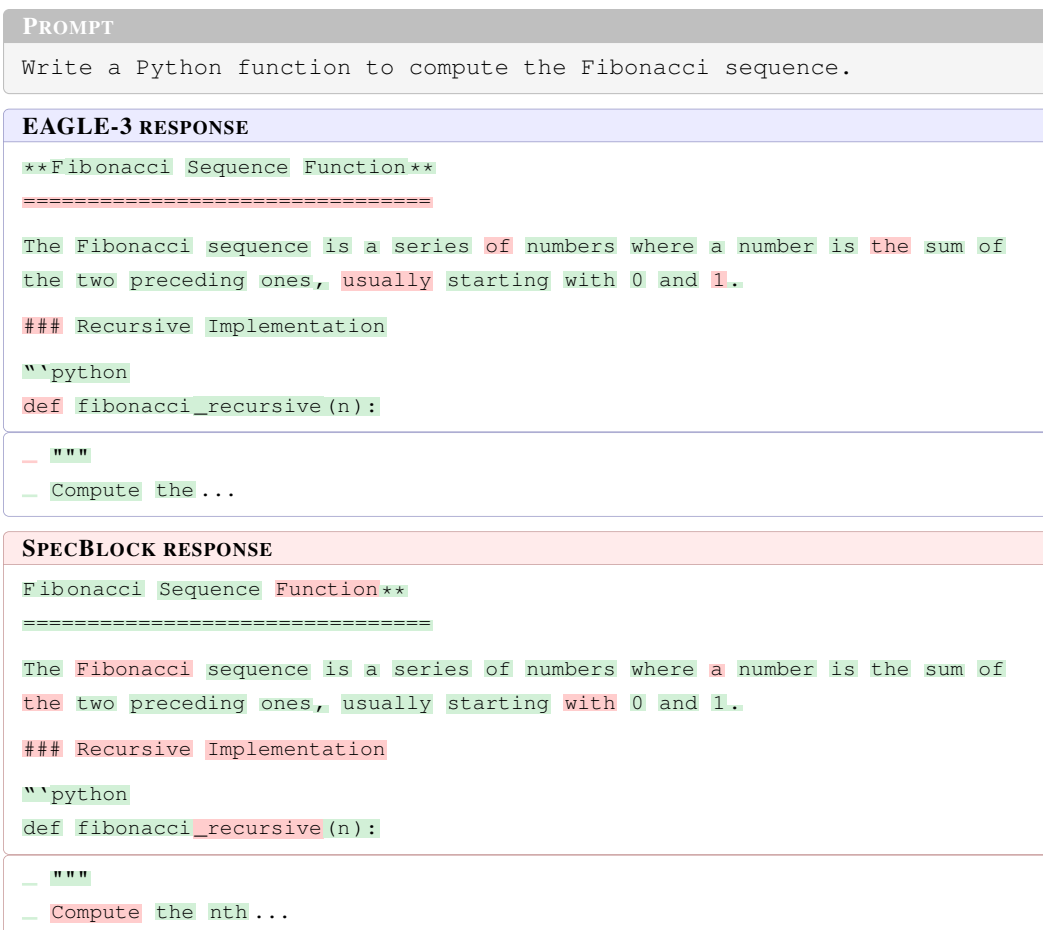 PROMPT
Write a Python function to compute the Fibonacci sequence.
EAGLE-3 RESPONSE
**Fibonacci Sequence Function**
================================
The Fibonacci sequence is a series of numbers where a number is the sum of
the two preceding ones, usually starting with 0 and 1.
### Recursive Implementation
“‘python
def fibonacci_recursive(n):
_ """
_ Compute the...
SPECBLOCK RESPONSE
Fibonacci Sequence Function**
================================
The Fibonacci sequence is a series of numbers where a number is the sum of
the two preceding ones, usually starting with 0 and 1.
### Recursive Implementation
“‘python
def fibonacci_recursive(n):
_ """
_ Compute the nth...